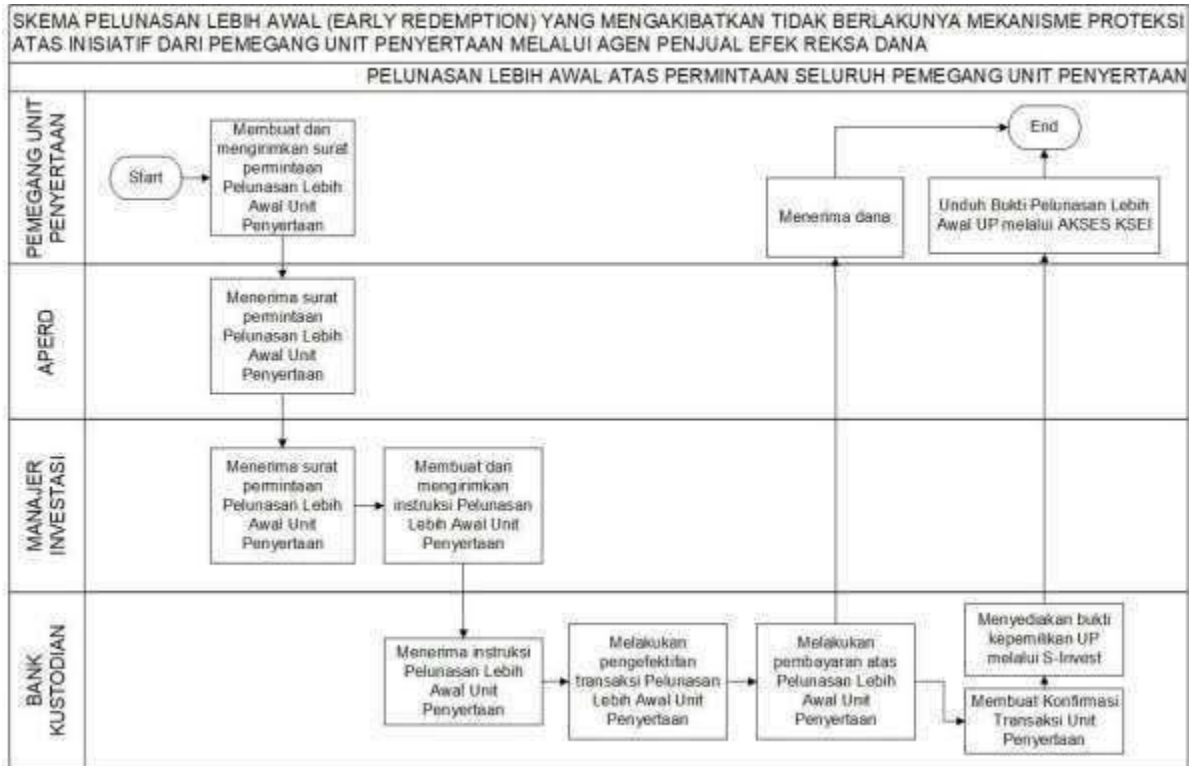 SKEMA PELUNASAN LEBIH AWAL (EARLY REDEMPTION) YANG MENGAKIBATKAN TIDAK BERLAKUNYA MEKANISME PROTEKSI
ATAS INISIATIF DARI PEMEGANG UNIT PENYERTAAN MELALUI AGEN PENJUAL EFEK REKSA DANA
PELUNASAN LEBIH AWAL ATAS PERMINTAAN SELURUH PEMEGANG UNIT PENYERTAAN
PEMEGANG UNIT
PENYERTAAN
Start
Membuat dan
mengirimkan surat
permintaan
Pelunasan Lebih
Awal Unit
Penyertaan
Menerima dana
End
Unduh Bukti Pelunasan Lebih
Awal UP melalui AKSES KSEI
APERD
Menerima surat
permintaan
Pelunasan Lebih
Awal Unit
Penyertaan
MANAJER
INVESTASI
Menerima surat
permintaan
Pelunasan Lebih
Awal Unit
Penyertaan
Membuat dan
mengirimkan
instruksi Pelunasan
Lebih Awal Unit
Penyertaan
BANK
KUSTODIAN
Menerima instruksi
Pelunasan Lebih
Awal Unit
Penyertaan
Melakukan
pengefektifan
transaksi Pelunasan
Lebih Awal Unit
Penyertaan
Melakukan
pembayaran atas
Pelunasan Lebih
Awal Unit
Penyertaan
Menyediakan bukti
kepemilikan UP
melalui S-Invest
Membuat Konfirmasi
Transaksi Unit
Penyertaan